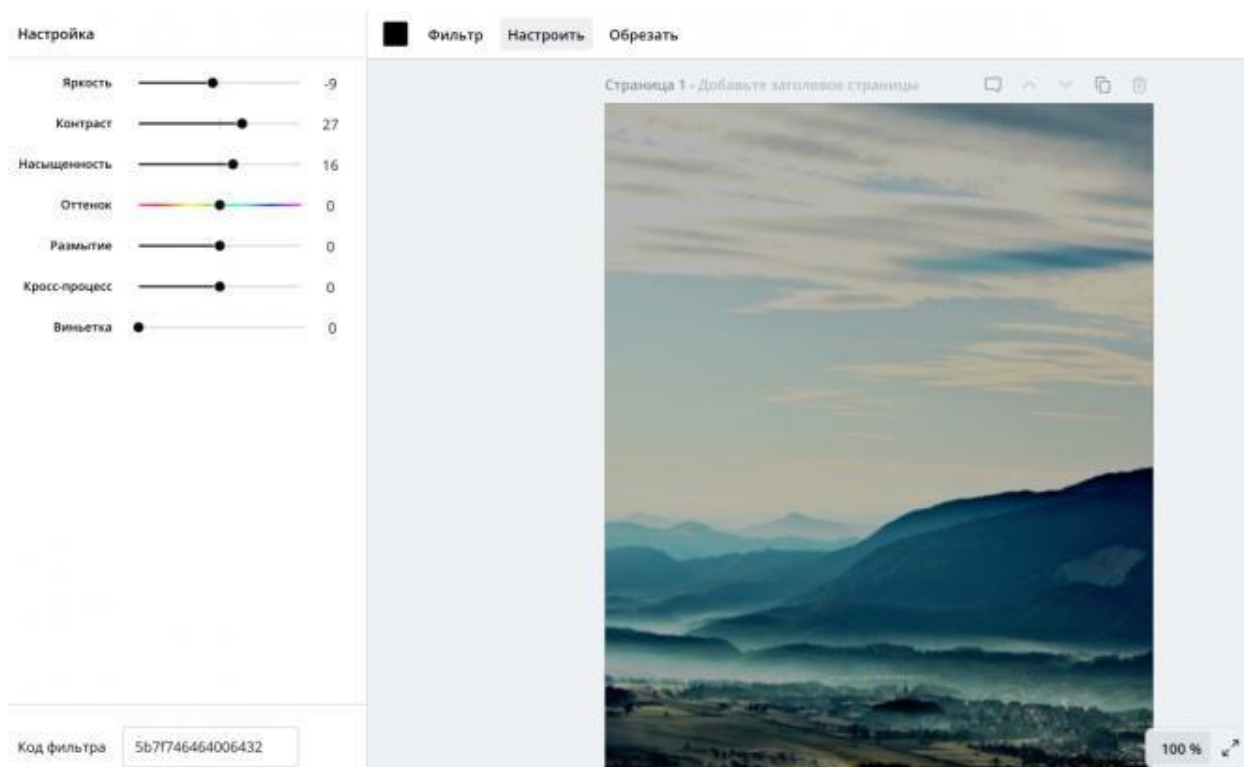 Настройка
Фильтр Настроить Обрезать
Страница 1 - Добавьте заголовок страницы
Яркость -9
Контраст 27
Насыщенность 16
Оттенок 0
Размытие 0
Кросс-процесс 0
Виньетка 0
Код фильтра 5b7f746464006432
100 %